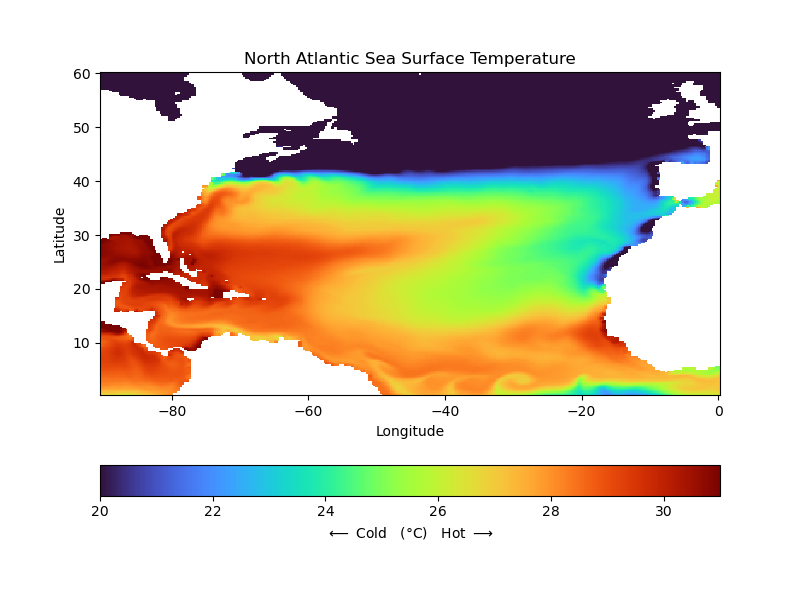 North Atlantic Sea Surface Temperature
60
50
40
30
20
10
Latitude
−80 −60 −40 −20 0
Longitude
20 22 24 26 28 30
⟵ Cold (°C) Hot ⟶